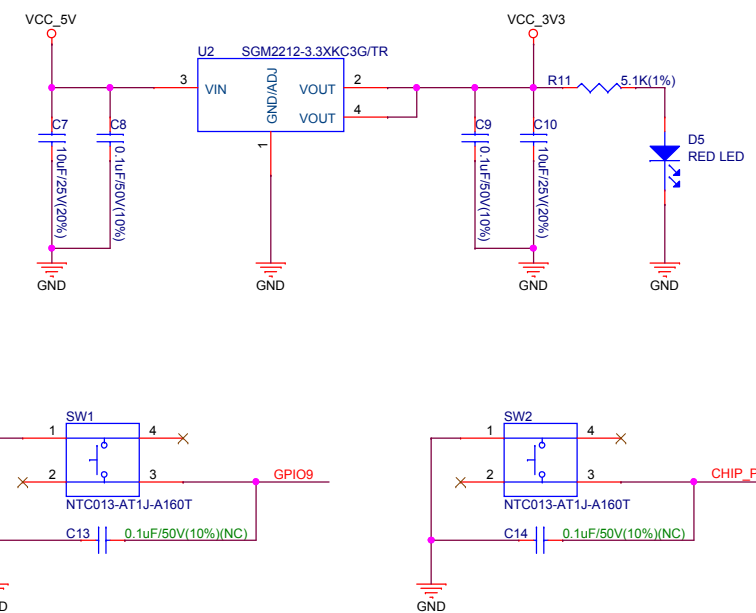 VCC_5V
VCC_3V3
U2 SGM2212-3.3XKC3G/TR
3 VIN
GND/ADJ
VOUT 2
VOUT 4
1
R11 5.1K(1%)
C7
10uF/25V(20%)
C8
0.1uF/50V(10%)
C9
0.1uF/50V(10%)
C10
10uF/25V(20%)
D5
RED LED
GND
GND
GND
GND
SW1
1
4
2
3
GPIO9
NTC013-AT1J-A160T
C13 0.1uF/50V(10%)(NC)
SW2
1
4
2
3
NTC013-AT1J-A160T
C14 0.1uF/50V(10%)(NC)
GND